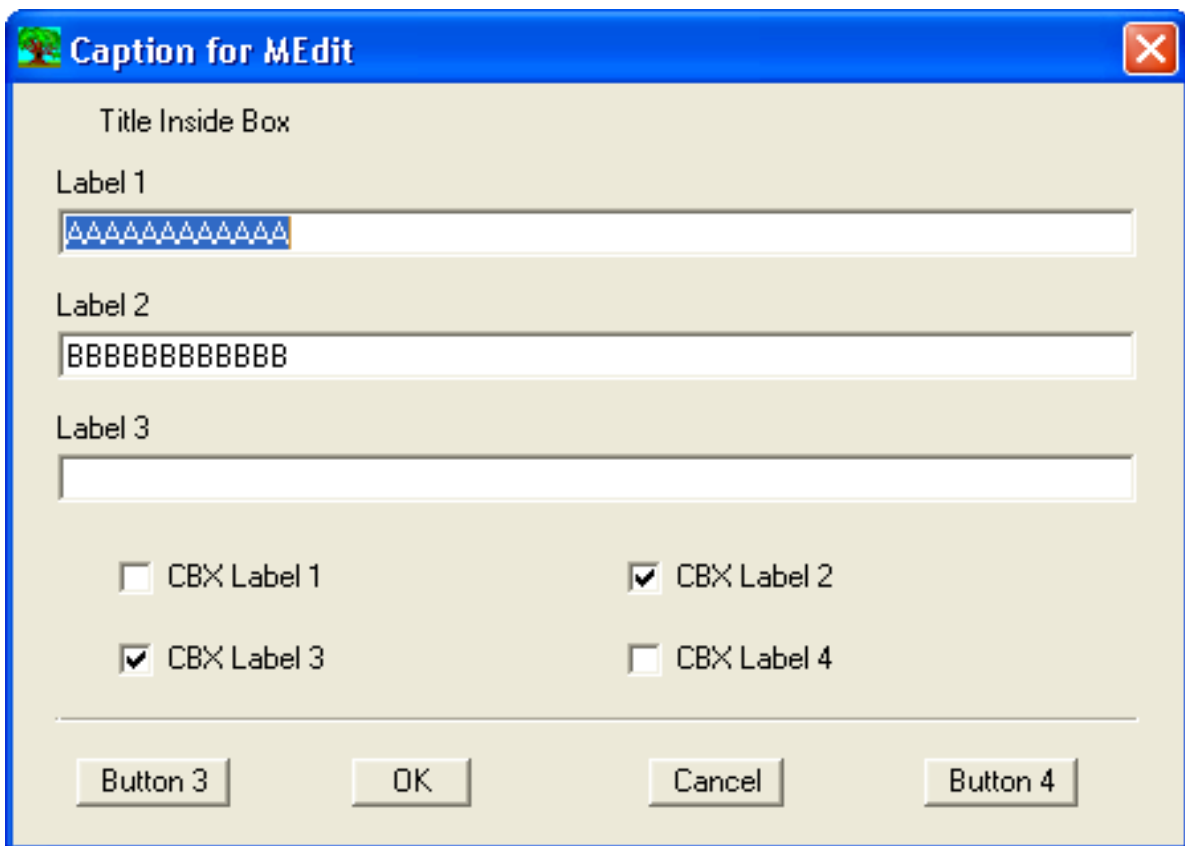 Caption for MEdit
Title Inside Box
Label 1
AAAAAAAAAAAA
Label 2
BBBBBBBBBBBB
Label 3
CBX Label 1 CBX Label 2
CBX Label 3 CBX Label 4
Button 3 OK Cancel Button 4